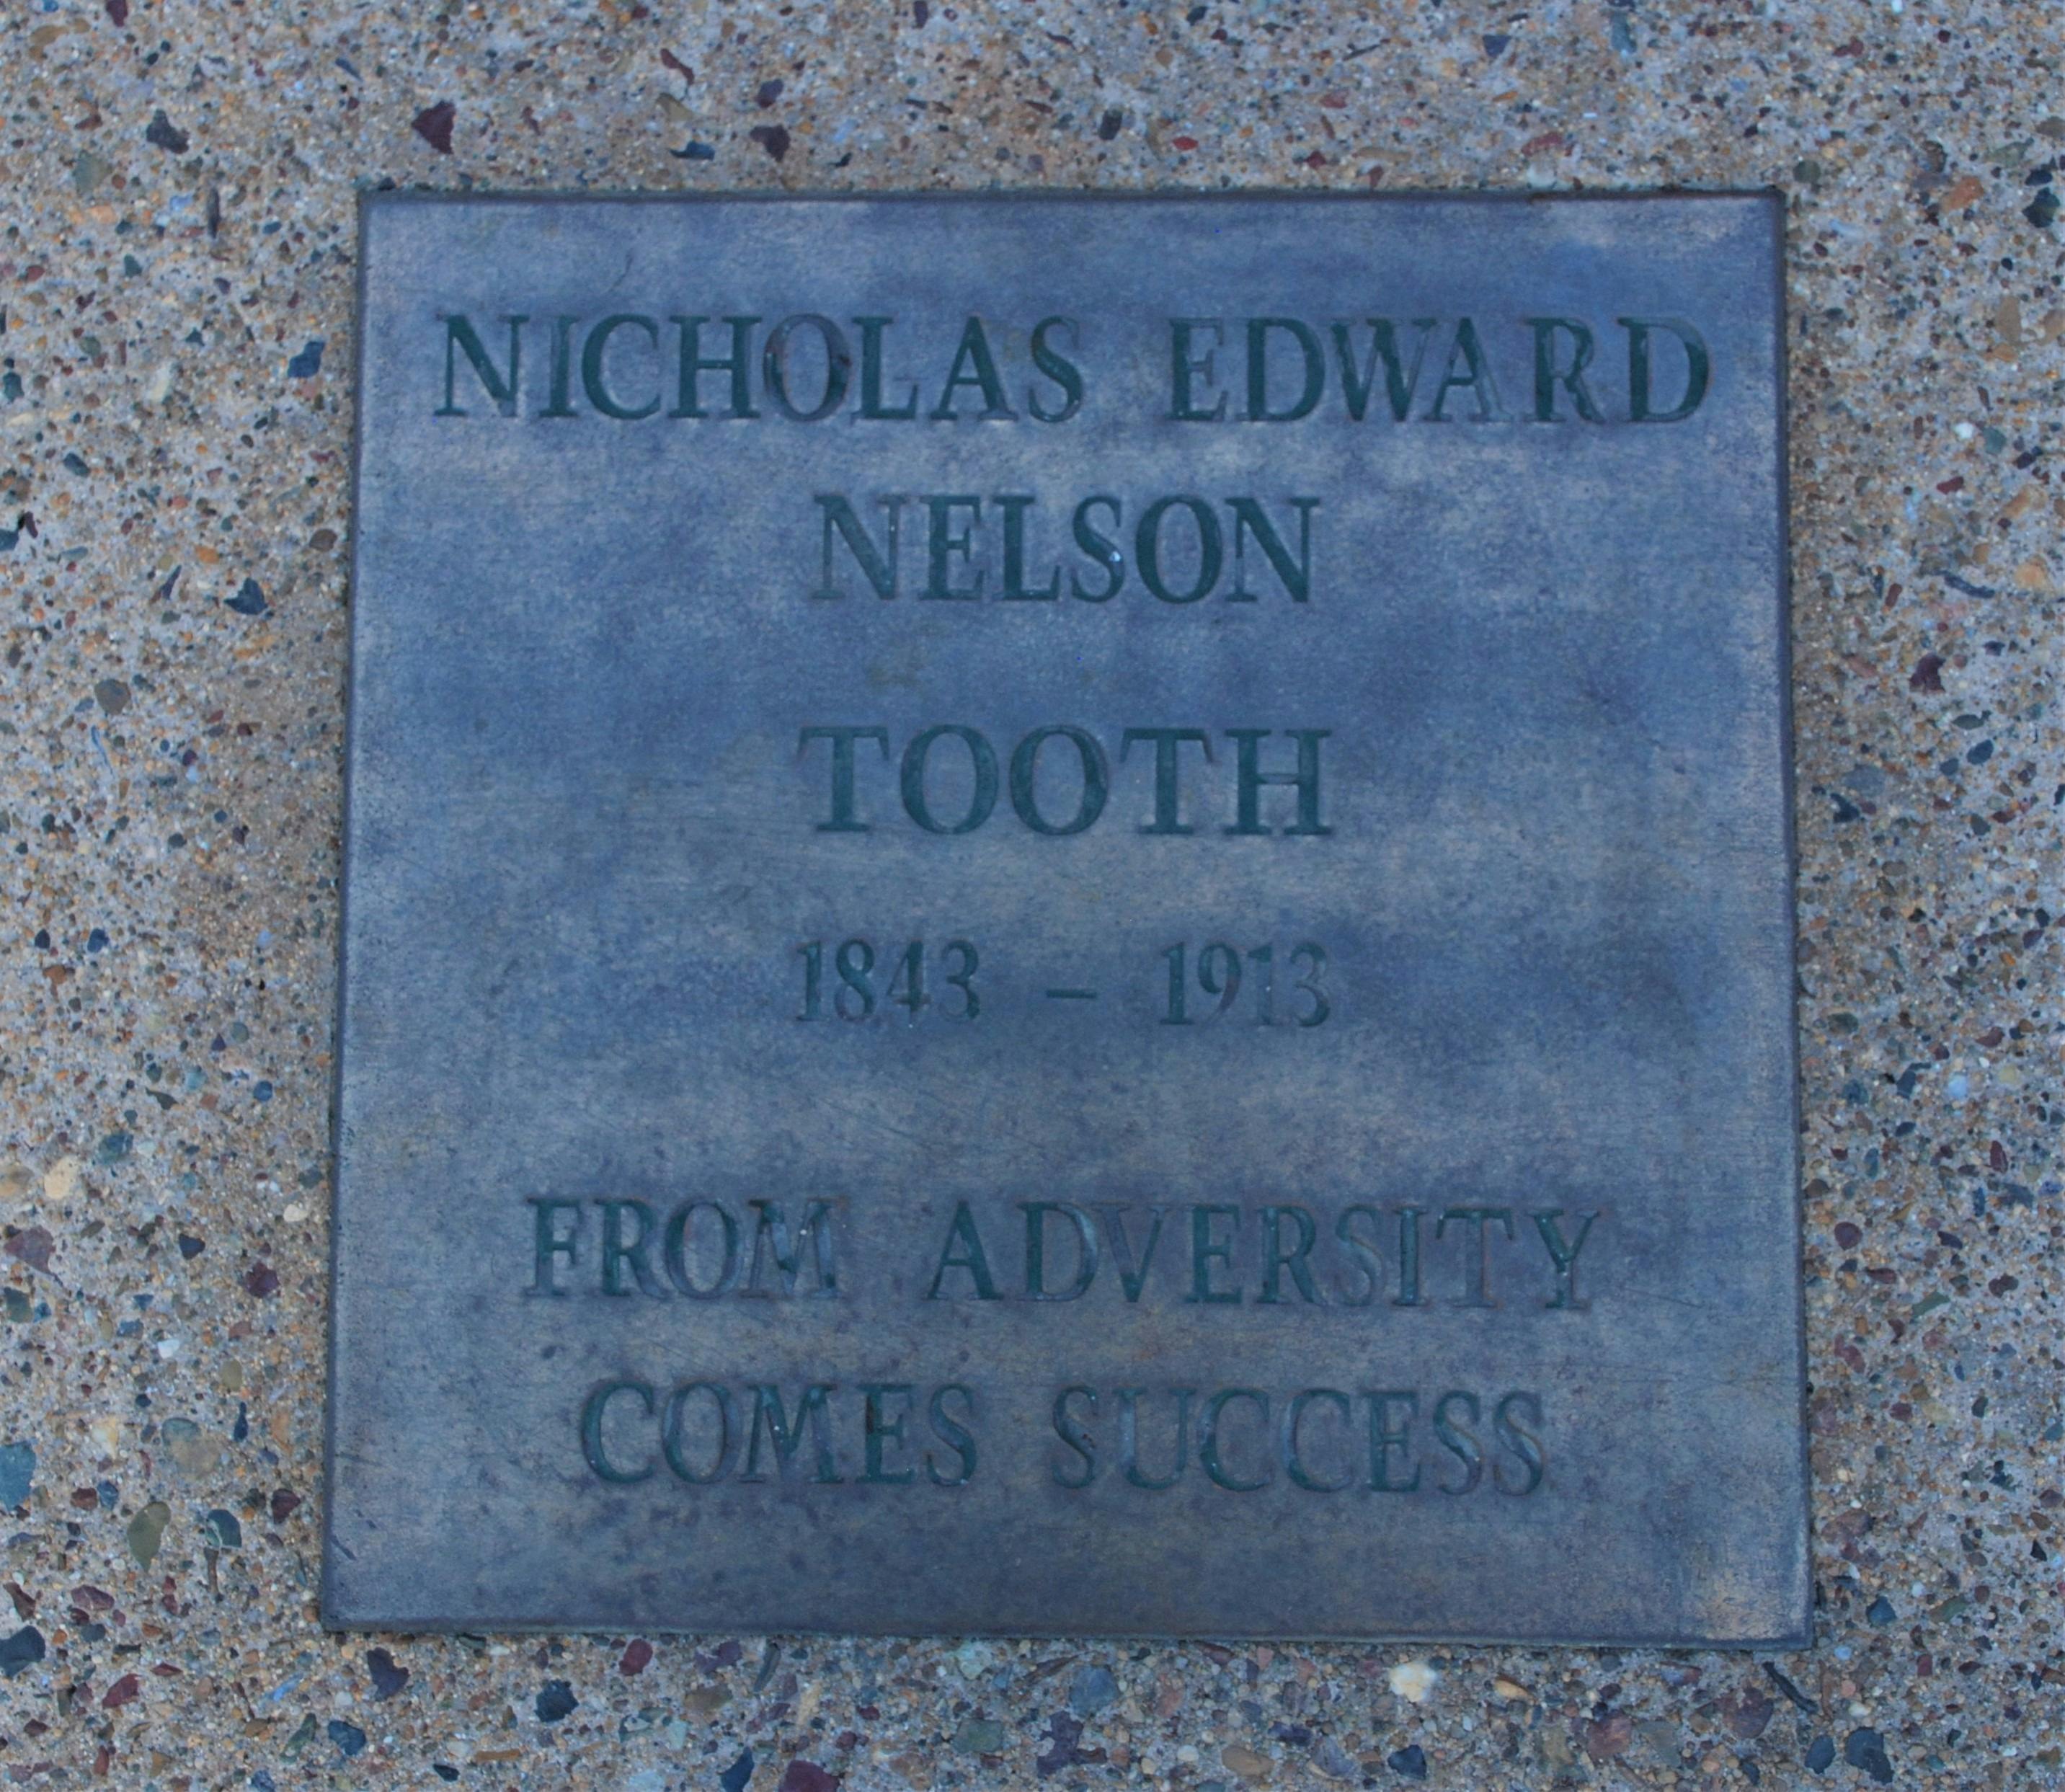 NICHOLAS EDWARD
NELSON
TOOTH
1843 – 1913
FROM ADVERSITY
COMES SUCCESS